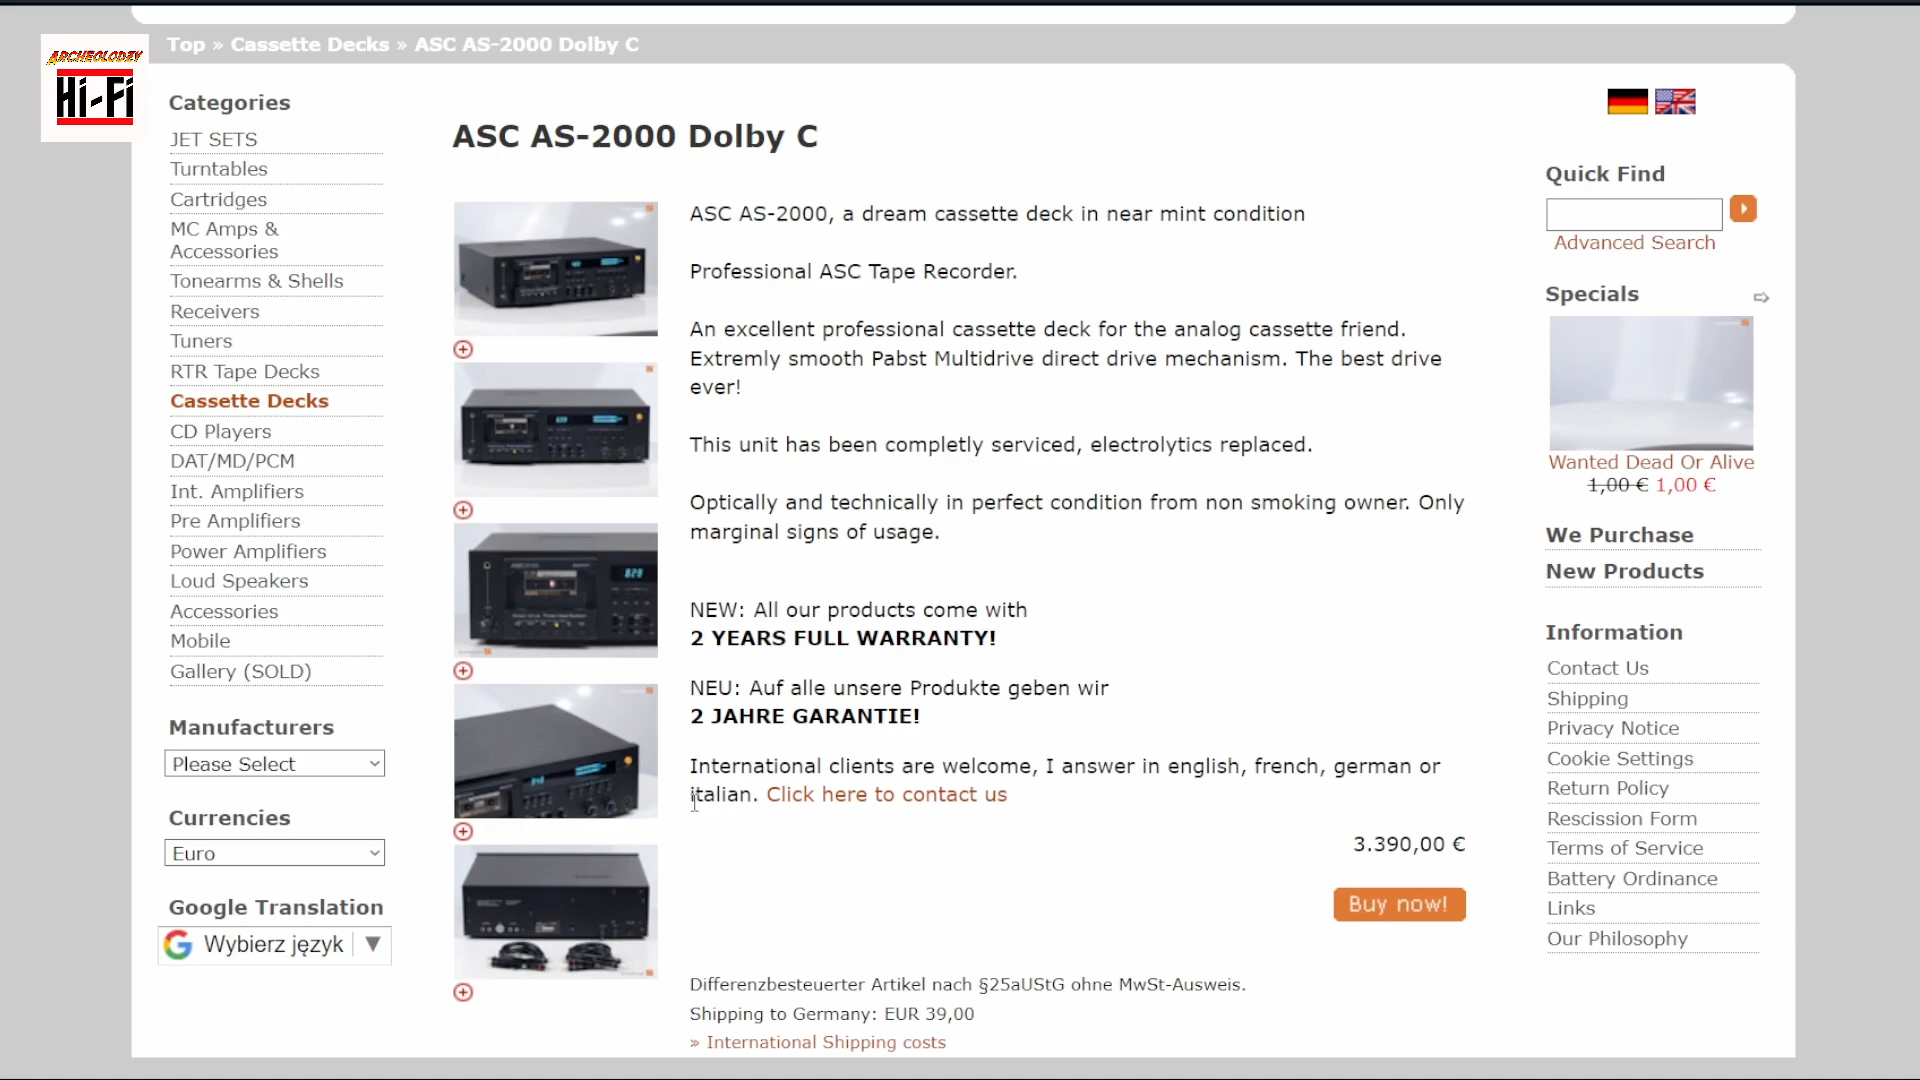 Top » Cassette Decks » ASC AS-2000 Dolby C
ARCHEOLODZY
Hi-Fi
Categories
JET SETS
Turntables
Cartridges
MC Amps &
Accessories
Tonearms & Shells
Receivers
Tuners
RTR Tape Decks
Cassette Decks
CD Players
DAT/MD/PCM
Int. Amplifiers
Pre Amplifiers
Power Amplifiers
Loud Speakers
Accessories
Mobile
Gallery (SOLD)
Manufacturers
Please Select
Currencies
Euro
Google Translation
G Wybierz język
ASC AS-2000 Dolby C
ASC AS-2000, a dream cassette deck in near mint condition
Professional ASC Tape Recorder.
An excellent professional cassette deck for the analog cassette friend.
Extremly smooth Pabst Multidrive direct drive mechanism. The best drive
ever!
This unit has been completly serviced, electrolytics replaced.
Optically and technically in perfect condition from non smoking owner. Only
marginal signs of usage.
NEW: All our products come with
2 YEARS FULL WARRANTY!
NEU: Auf alle unsere Produkte geben wir
2 JAHRE GARANTIE!
International clients are welcome, I answer in english, french, german or
italian. Click here to contact us
3.390,00 €
Buy now!
Differenzbesteuerter Artikel nach §25aUStG ohne MwSt-Ausweis.
Shipping to Germany: EUR 39,00
» International Shipping costs
Quick Find
Advanced Search
Specials
Wanted Dead Or Alive
1,00 € 1,00 €
We Purchase
New Products
Information
Contact Us
Shipping
Privacy Notice
Cookie Settings
Return Policy
Rescission Form
Terms of Service
Battery Ordinance
Links
Our Philosophy